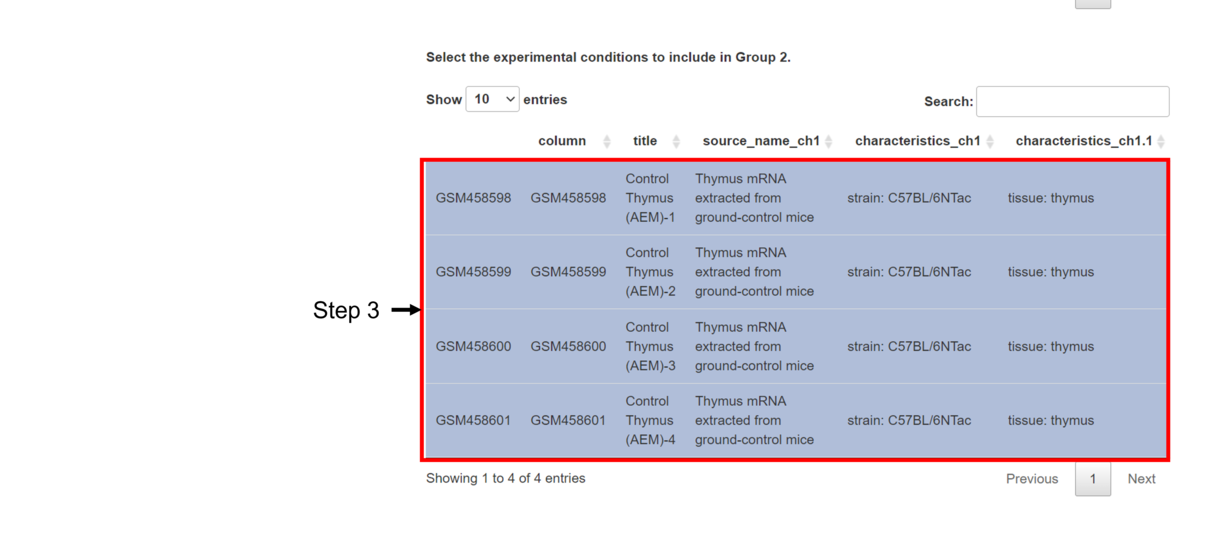 Select the experimental conditions to include in Group 2.
Show 10 entries
Search:
column title source_name_ch1 characteristics_ch1 characteristics_ch1.1
GSM458598 GSM458598 Control Thymus (AEM)-1 Thymus mRNA extracted from ground-control mice strain: C57BL/6NTac tissue: thymus
GSM458599 GSM458599 Control Thymus (AEM)-2 Thymus mRNA extracted from ground-control mice strain: C57BL/6NTac tissue: thymus
Step 3
GSM458600 GSM458600 Control Thymus (AEM)-3 Thymus mRNA extracted from ground-control mice strain: C57BL/6NTac tissue: thymus
GSM458601 GSM458601 Control Thymus (AEM)-4 Thymus mRNA extracted from ground-control mice strain: C57BL/6NTac tissue: thymus
Showing 1 to 4 of 4 entries
Previous 1 Next